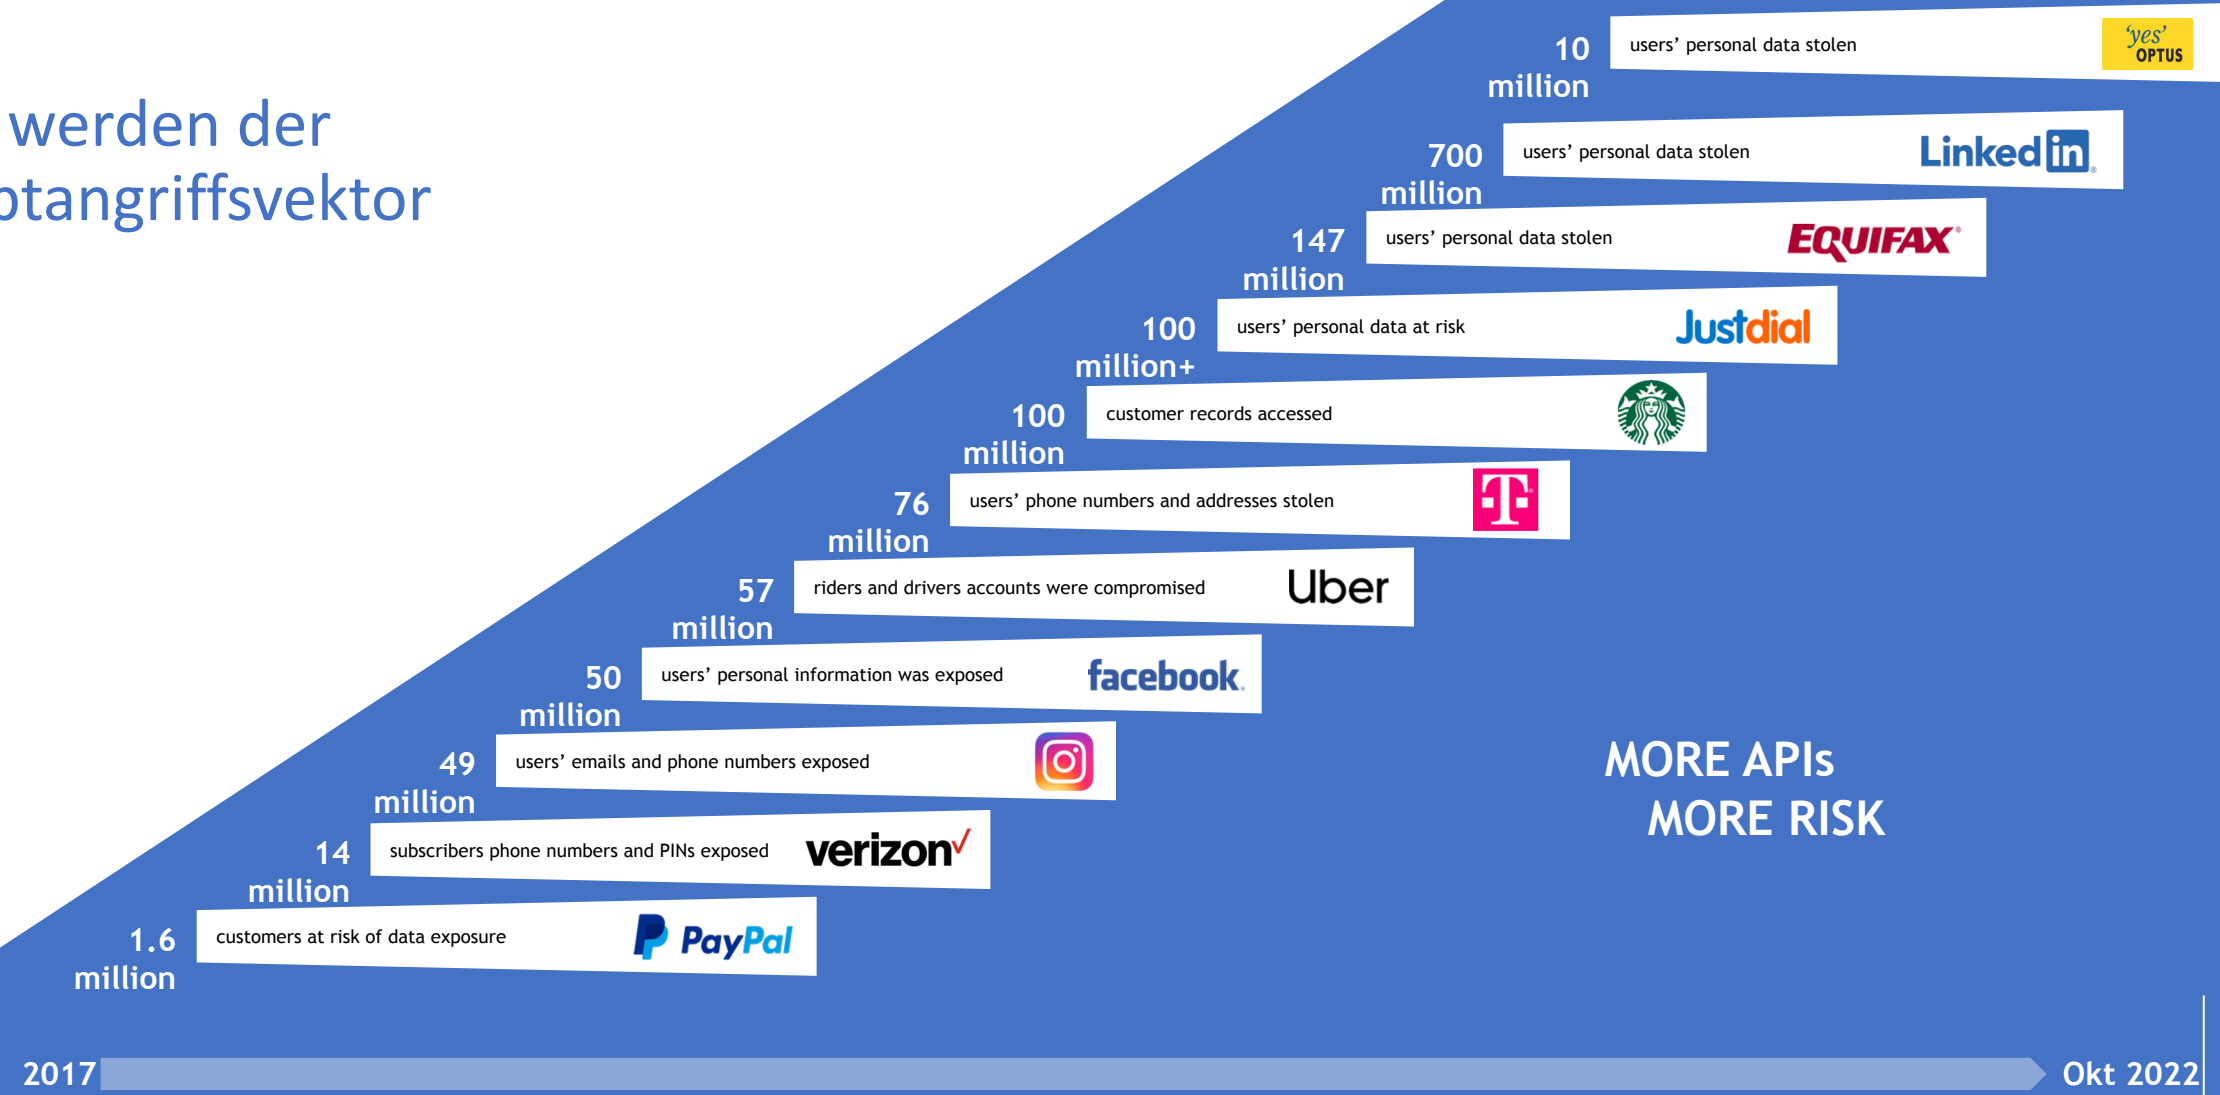 werden der
ptangriffsvektor
10
million
users’ personal data stolen
‘yes’
OPTUS
700
million
users’ personal data stolen
Linked in
147
million
users’ personal data stolen
EQUIFAX
100
million+
users’ personal data at risk
Justdial
100
million
customer records accessed
76
million
users’ phone numbers and addresses stolen
T
57
million
riders and drivers accounts were compromised
Uber
50
million
users’ personal information was exposed
facebook
49
million
users’ emails and phone numbers exposed
14
million
subscribers phone numbers and PINs exposed
verizon
1.6
million
customers at risk of data exposure
PayPal
MORE APIs
MORE RISK
2017
Okt 2022